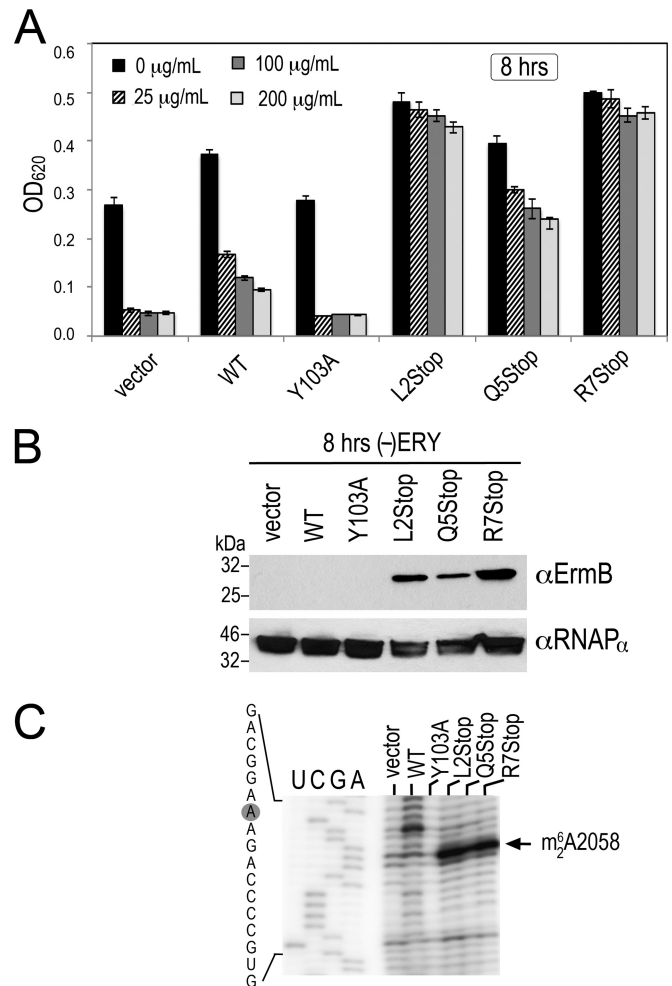 A
0.6
0.5
0.4
0.3
0.2
0.1
0.0
OD620
0 µg/mL
25 µg/mL
100 µg/mL
200 µg/mL
8 hrs
vector
WT
Y103A
L2Stop
Q5Stop
R7Stop
B
8 hrs (–)ERY
vector
WT
Y103A
L2Stop
Q5Stop
R7Stop
kDa
32
25
αErmB
46
32
αRNAPα
C
G
A
C
G
G
A
A
A
G
A
C
C
C
C
G
U
G
U C G A
vector
WT
Y103A
L2Stop
Q5Stop
R7Stop
m⁶₂A2058